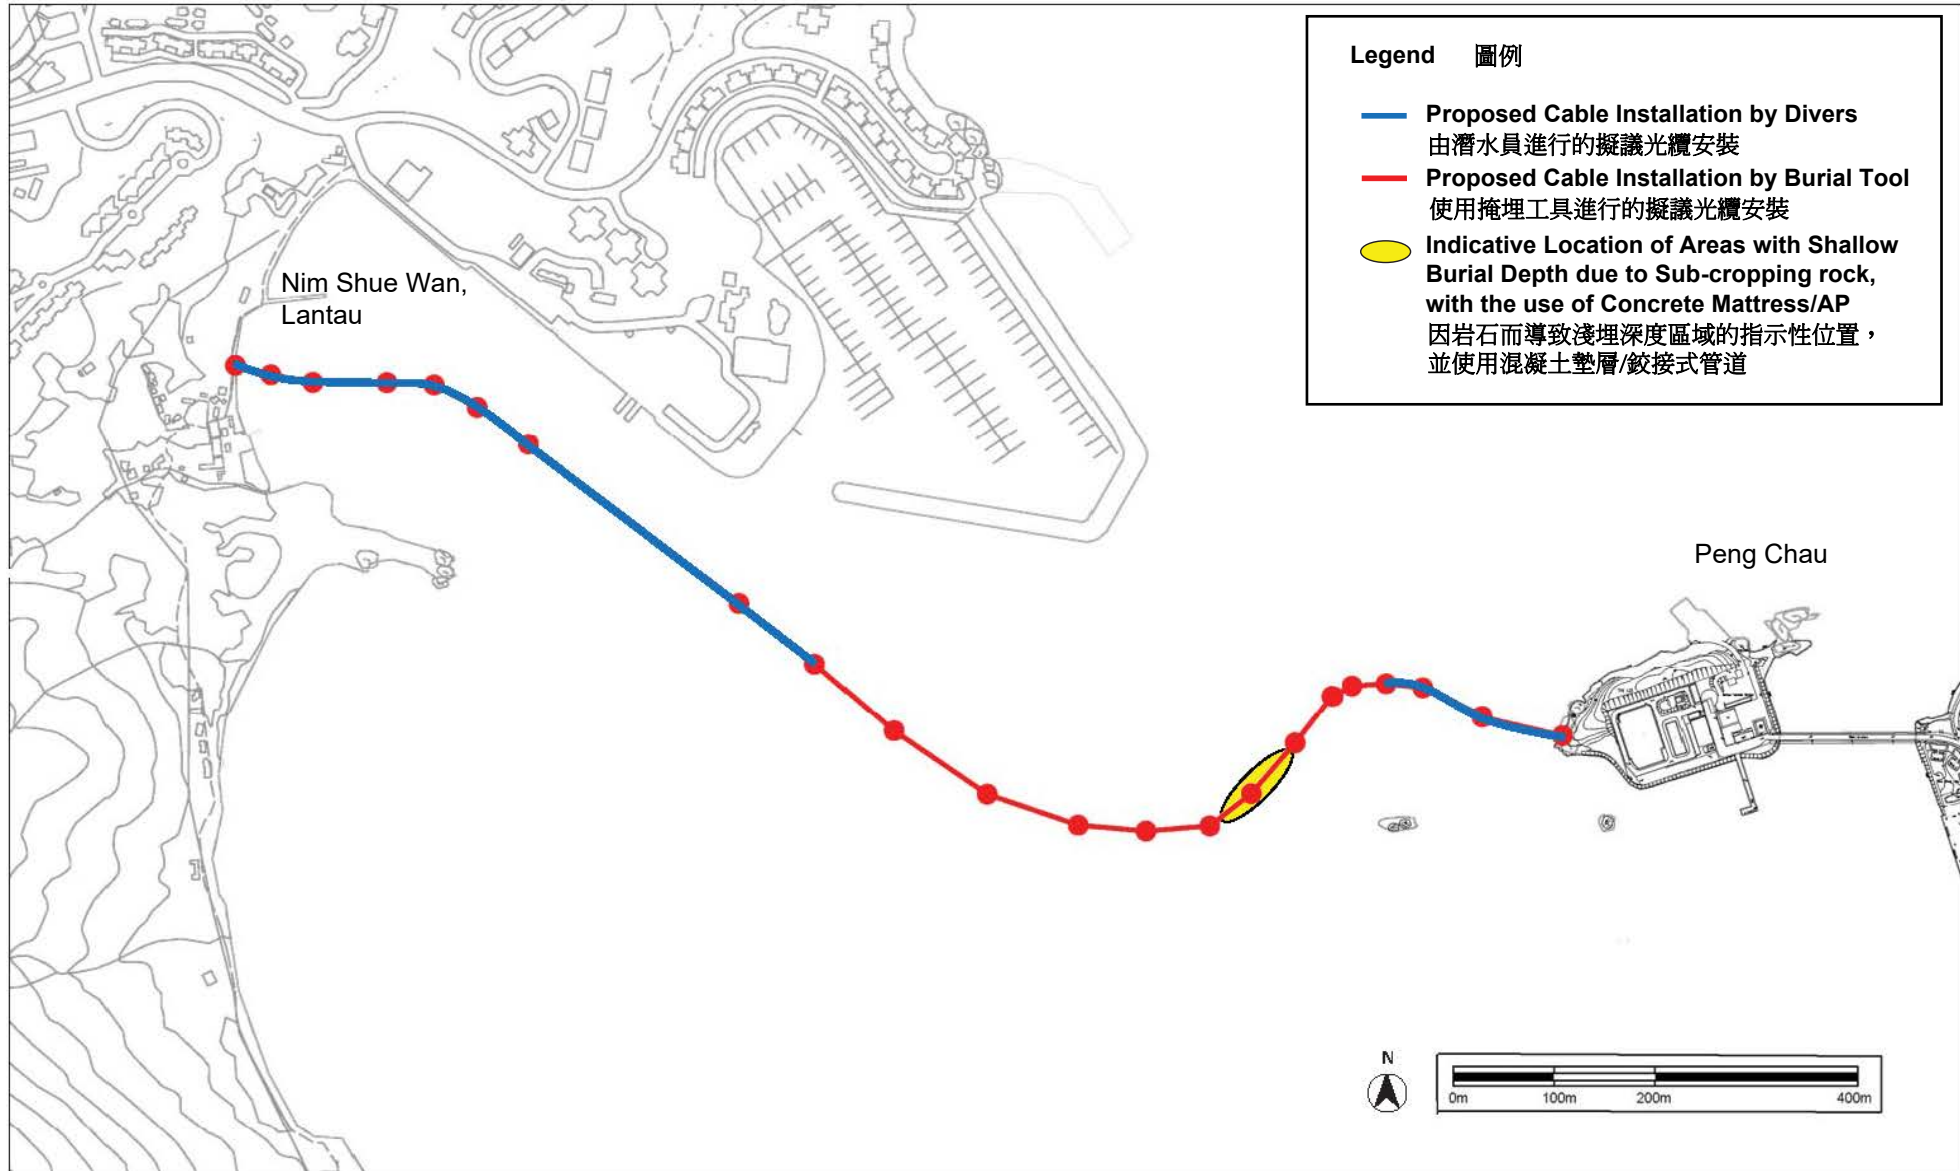 Legend 圖例
Proposed Cable Installation by Divers
由潛水員進行的擬議光纜安裝
Proposed Cable Installation by Burial Tool
使用掩埋工具進行的擬議光纜安裝
Indicative Location of Areas with Shallow
Burial Depth due to Sub-cropping rock,
with the use of Concrete Mattress/AP
因岩石而導致淺埋深度區域的指示性位置，
並使用混凝土墊層/鉸接式管道
Nim Shue Wan,
Lantau
Peng Chau
N
0m 100m 200m 400m